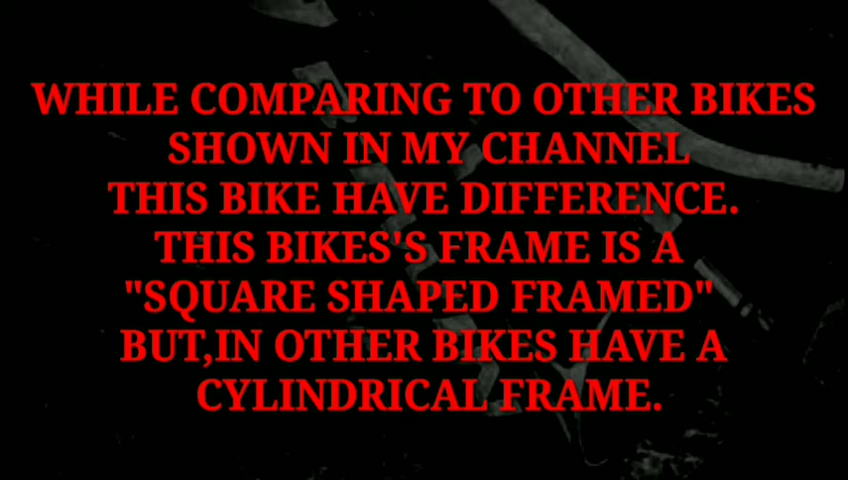 WHILE COMPARING TO OTHER BIKES
SHOWN IN MY CHANNEL
THIS BIKE HAVE DIFFERENCE.
THIS BIKES'S FRAME IS A
"SQUARE SHAPED FRAMED"
BUT,IN OTHER BIKES HAVE A
CYLINDRICAL FRAME.